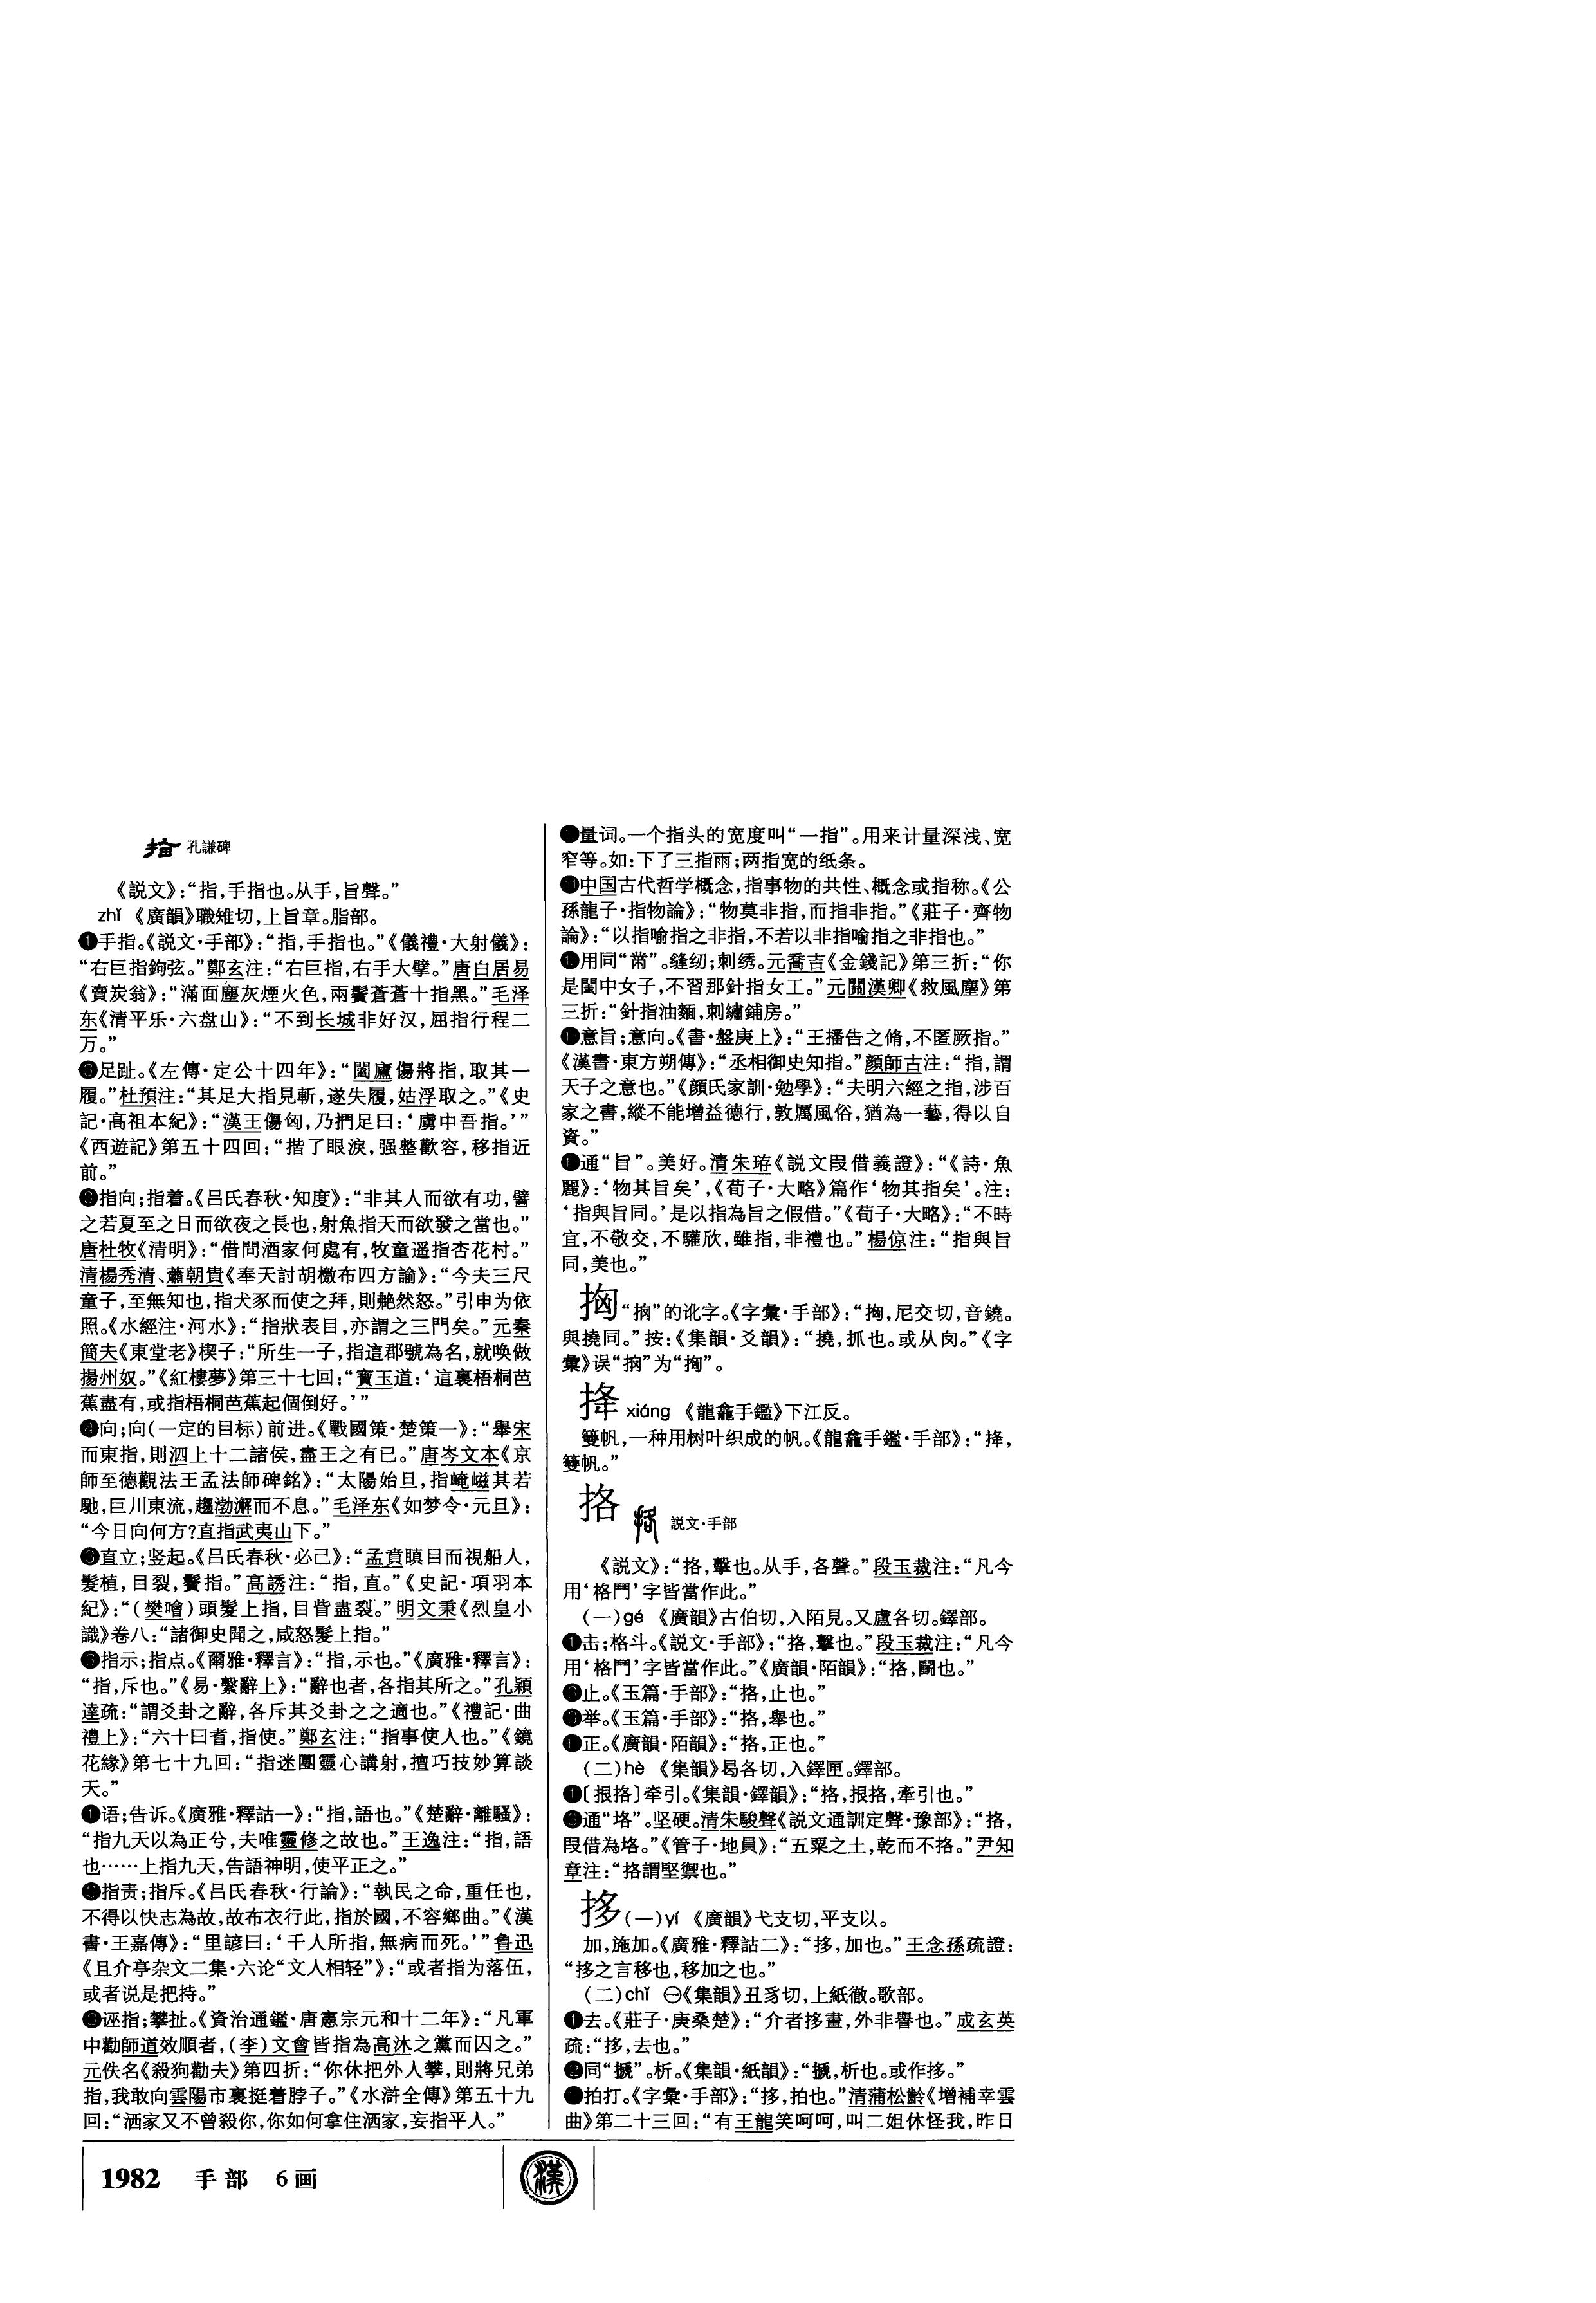 孔謙碑
《説文》：“指，手指也。从手，旨聲。”
zhǐ 《廣韻》職雉切，上旨章。脂部。
❶手指。《説文·手部》：“指，手指也。”《儀禮·大射儀》：
“右巨指鉤弦。”鄭玄注：“右巨指，右手大擘。”唐白居易
《賣炭翁》：“滿面塵灰煙火色，兩鬢蒼蒼十指黑。”毛泽
东《清平乐·六盘山》：“不到长城非好汉，屈指行程二
万。”
足趾。《左傳·定公十四年》：“闔廬傷將指，取其一
履。”杜預注：“其足大指見斬，遂失履，姑浮取之。”《史
記·高祖本紀》：“漢王傷匈，乃捫足曰：‘虜中吾指。’”
《西遊記》第五十四回：“揩了眼淚，强整歡容，移指近
前。”
指向；指着。《吕氏春秋·知度》：“非其人而欲有功，譬
之若夏至之日而欲夜之長也，射魚指天而欲發之當也。”
唐杜牧《清明》：“借問酒家何處有，牧童遥指杏花村。”
清楊秀清、蕭朝貴《奉天討胡檄布四方諭》：“今夫三尺
童子，至無知也，指犬豕而使之拜，則艴然怒。”引申为依
照。《水經注·河水》：“指狀表目，亦謂之三門矣。”元秦
簡夫《東堂老》楔子：“所生一子，指這郡號為名，就唤做
揚州奴。”《紅樓夢》第三十七回：“寶玉道：‘這裏梧桐芭
蕉盡有，或指梧桐芭蕉起個倒好。’”
❹向；向(一定的目标)前进。《戰國策·楚策一》：“舉宋
而東指，則泗上十二諸侯，盡王之有已。”唐岑文本《京
師至德觀法王孟法師碑銘》：“太陽始旦，指崦嵫其若
馳，巨川東流，趨渤澥而不息。”毛泽东《如梦令·元旦》：
“今日向何方？直指武夷山下。”
直立；竖起。《吕氏春秋·必己》：“孟賁瞋目而視船人，
髮植，目裂，鬢指。”高誘注：“指，直。”《史記·項羽本
紀》：“(樊噲)頭髮上指，目眥盡裂。”明文秉《烈皇小
識》卷八：“諸御史聞之，咸怒髮上指。”
指示；指点。《爾雅·釋言》：“指，示也。”《廣雅·釋言》：
“指，斥也。”《易·繫辭上》：“辭也者，各指其所之。”孔穎
達疏：“謂爻卦之辭，各斥其爻卦之之適也。”《禮記·曲
禮上》：“六十曰耆，指使。”鄭玄注：“指事使人也。”《鏡
花緣》第七十九回：“指迷團靈心講射，擅巧技妙算談
天。”
语；告诉。《廣雅·釋詁一》：“指，語也。”《楚辭·離騷》：
“指九天以為正兮，夫唯靈修之故也。”王逸注：“指，語
也……上指九天，告語神明，使平正之。”
指责；指斥。《吕氏春秋·行論》：“執民之命，重任也，
不得以快志為故，故布衣行此，指於國，不容鄉曲。”《漢
書·王嘉傳》：“里諺曰：‘千人所指，無病而死。’”鲁迅
《且介亭杂文二集·六论“文人相轻”》：“或者指为落伍，
或者说是把持。”
诬指；攀扯。《資治通鑑·唐憲宗元和十二年》：“凡軍
中勸師道效順者，(李)文會皆指為高沐之黨而囚之。”
元佚名《殺狗勸夫》第四折：“你休把外人攀，則將兄弟
指，我敢向雲陽市裏挺着脖子。”《水滸全傳》第五十九
回：“洒家又不曾殺你，你如何拿住洒家，妄指平人。”
量词。一个指头的宽度叫“一指”。用来计量深浅、宽
窄等。如：下了三指雨；两指宽的纸条。
中国古代哲学概念，指事物的共性、概念或指称。《公
孫龍子·指物論》：“物莫非指，而指非指。”《莊子·齊物
論》：“以指喻指之非指，不若以非指喻指之非指也。”
用同“黹”。缝纫；刺绣。元喬吉《金錢記》第三折：“你
是閨中女子，不習那針指女工。”元關漢卿《救風塵》第
三折：“針指油麵，刺繡鋪房。”
意旨；意向。《書·盤庚上》：“王播告之脩，不匿厥指。”
《漢書·東方朔傳》：“丞相御史知指。”顔師古注：“指，謂
天子之意也。”《顔氏家訓·勉學》：“夫明六經之指，涉百
家之書，縱不能增益德行，敦厲風俗，猶為一藝，得以自
資。”
通“旨”。美好。清朱珔《説文叚借義證》：“《詩·魚
麗》：‘物其旨矣’，《荀子·大略》篇作‘物其指矣’。注：
‘指與旨同。’是以指為旨之假借。”《荀子·大略》：“不時
宜，不敬交，不驩欣，雖指，非禮也。”楊倞注：“指與旨
同，美也。”
“抐”的讹字。《字彙·手部》：“掏，尼交切，音鐃。
與撓同。”按：《集韻·爻韻》：“撓，抓也。或从肉。”《字
彙》误“抐”为“掏”。
捀 xiáng 《龍龕手鑑》下江反。
䉶帆，一种用树叶织成的帆。《龍龕手鑑·手部》：“捀，
䉶帆。”
挌 説文·手部
《説文》：“挌，擊也。从手，各聲。”段玉裁注：“凡今
用‘格鬥’字皆當作此。”
(一)gé 《廣韻》古伯切，入陌見。又盧各切。鐸部。
❶击；格斗。《説文·手部》：“挌，擊也。”段玉裁注：“凡今
用‘格鬥’字皆當作此。”《廣韻·陌韻》：“挌，鬭也。”
止。《玉篇·手部》：“挌，止也。”
举。《玉篇·手部》：“挌，舉也。”
正。《廣韻·陌韻》：“挌，正也。”
(二)hè 《集韻》曷各切，入鐸匣。鐸部。
❶〔拫挌〕牵引。《集韻·鐸韻》：“挌，拫挌，牽引也。”
通“垎”。坚硬。清朱駿聲《説文通訓定聲·豫部》：“挌，
叚借為垎。”《管子·地員》：“五粟之土，乾而不挌。”尹知
章注：“挌謂堅禦也。”
拸 (一)yí 《廣韻》弋支切，平支以。
加，施加。《廣雅·釋詁二》：“拸，加也。”王念孫疏證：
“拸之言移也，移加之也。”
(二)chǐ ㊀《集韻》丑豸切，上紙徹。歌部。
❶去。《莊子·庚桑楚》：“介者拸畫，外非譽也。”成玄英
疏：“拸，去也。”
❷同“㩆”。析。《集韻·紙韻》：“㩆，析也。或作拸。”
拍打。《字彙·手部》：“拸，拍也。”清蒲松齡《增補幸雲
曲》第二十三回：“有王龍笑呵呵，叫二姐休怪我，昨日
1982 手部 6画
漢